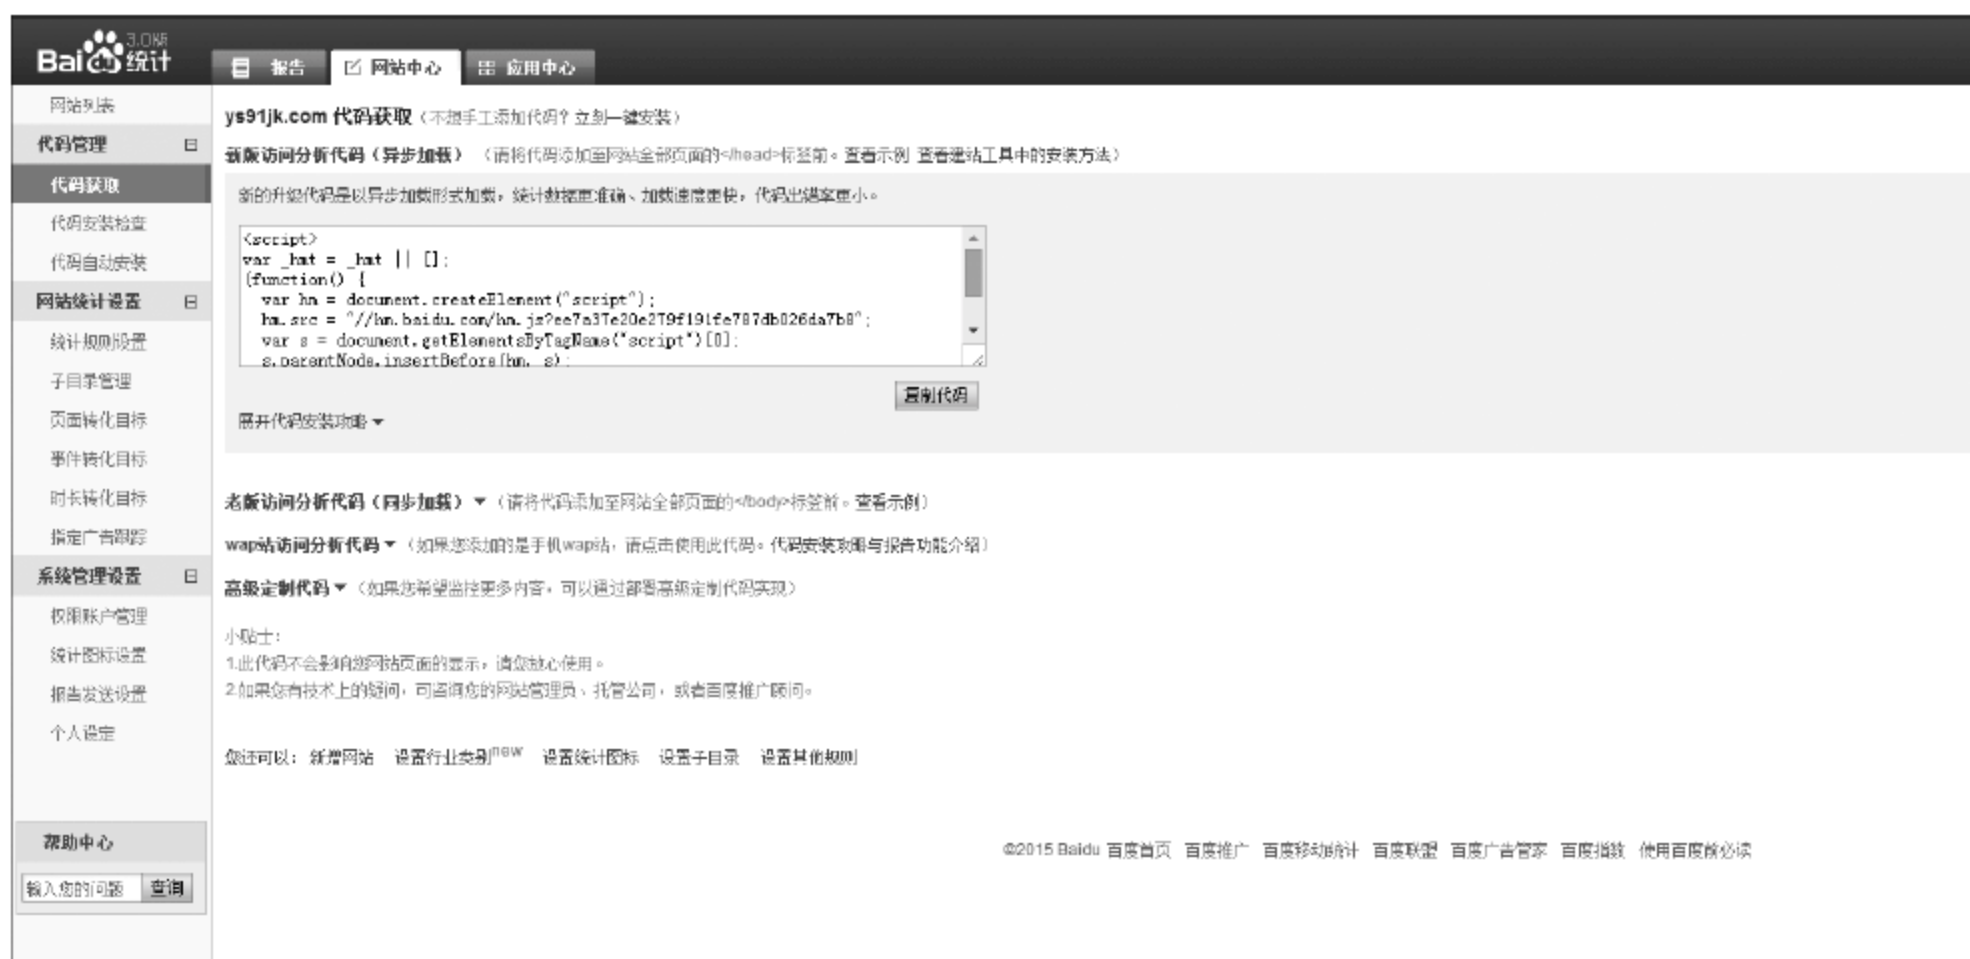 Bai 统计 3.0版
报告 网站中心 应用中心
网站列表
代码管理
代码获取
代码安装检查
代码自动安装
网站统计设置
统计规则设置
子目录管理
页面转化目标
事件转化目标
时长转化目标
指定广告跟踪
系统管理设置
权限账户管理
统计图标设置
报告发送设置
个人设定
帮助中心
输入您的问题 查询
ys91jk.com 代码获取（不想手工添加代码？立刻一键安装）
新版访问分析代码（异步加载）（请将代码添加至网站全部页面的</head>标签前。查看示例 查看建站工具中的安装方法）
新的升级代码是以异步加载形式加载，统计数据更准确、加载速度更快，代码出错率更小。
<script>
var _hmt = _hmt || [];
(function() {
var hm = document.createElement("script");
hm.src = "//hm.baidu.com/hm.js?ee7a37e20e279f191fe787db026da7b8";
var s = document.getElementsByTagName("script")[0];
s.parentNode.insertBefore(hm, s);
复制代码
展开代码安装攻略
老版访问分析代码（同步加载）（请将代码添加至网站全部页面的</body>标签前。查看示例）
wap站访问分析代码（如果您添加的是手机wap站，请点击使用此代码。代码安装攻略与报告功能介绍）
高级定制代码（如果您希望监控更多内容，可以通过部署高级定制代码实现）
小贴士：
1.此代码不会影响您网站页面的显示，请您放心使用。
2.如果您有技术上的疑问，可咨询您的网站管理员、托管公司，或者百度推广顾问。
您还可以： 新增网站 设置行业类别new 设置统计图标 设置子目录 设置其他规则
©2015 Baidu 百度首页 百度推广 百度移动统计 百度联盟 百度广告管家 百度指数 使用百度前必读